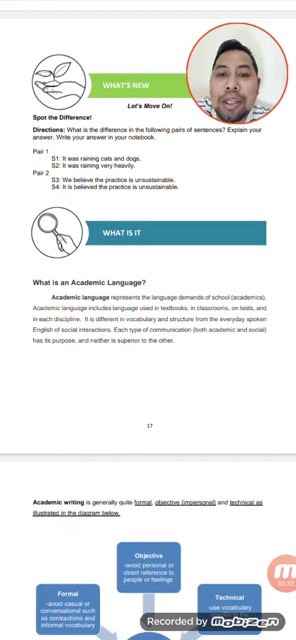 WHAT'S NEW
Let's Move On!
Spot the Difference!
Directions: What is the difference in the following pairs of sentences? Explain your
answer. Write your answer in your notebook.
Pair 1
S1: It was raining cats and dogs.
S2: It was raining very heavily.
Pair 2
S3: We believe the practice is unsustainable.
S4: It is believed the practice is unsustainable.
WHAT IS IT
What is an Academic Language?
Academic language represents the language demands of school (academics).
Academic language includes language used in textbooks, in classrooms, on tests, and
in each discipline. It is different in vocabulary and structure from the everyday spoken
English of social interactions. Each type of communication (both academic and social)
has its purpose, and neither is superior to the other.
17
Academic writing is generally quite formal, objective (impersonal) and technical as
illustrated in the diagram below.
Objective
-avoid personal or
direct reference to
people or feelings
Formal
-avoid casual or
conversational such
as contractions and
informal vocabulary
Technical
-use vocabulary
02:33
Recorded by Mobizen